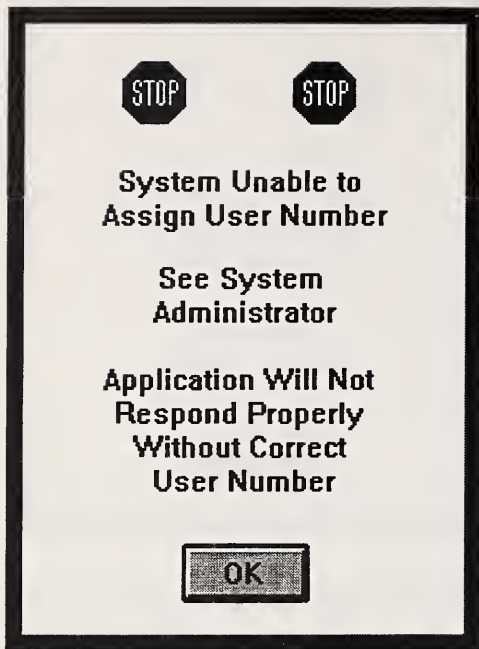 STOP STOP
System Unable to
Assign User Number
See System
Administrator
Application Will Not
Respond Properly
Without Correct
User Number
OK